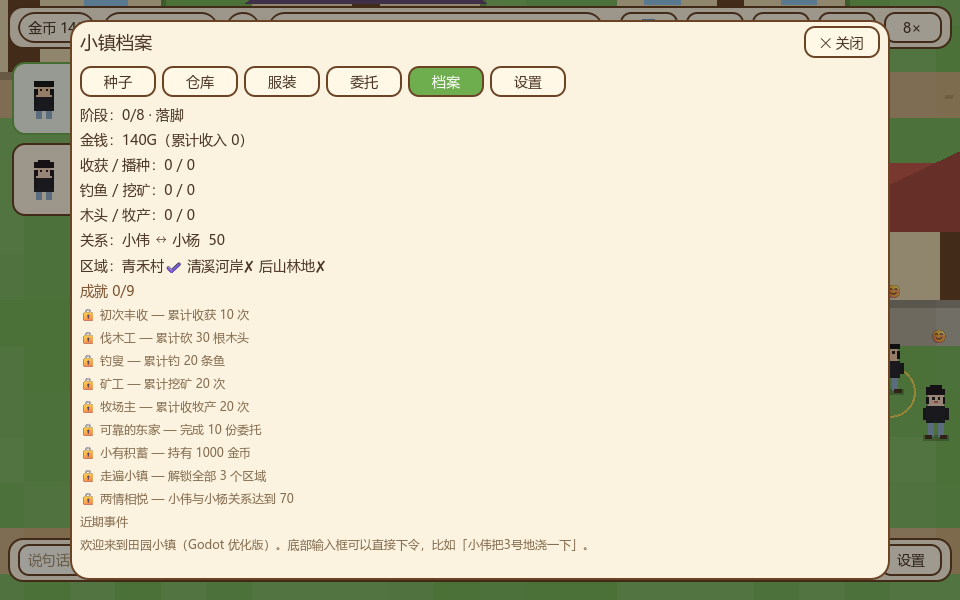 金币 14
8×
小镇档案
× 关闭
种子 仓库 服装 委托 档案 设置
阶段：0/8 · 落脚
金钱：140G（累计收入 0）
收获 / 播种：0 / 0
钓鱼 / 挖矿：0 / 0
木头 / 牧产：0 / 0
关系：小伟 ↔ 小杨 50
区域：青禾村✔ 清溪河岸✘ 后山林地✘
成就 0/9
🔒 初次丰收 — 累计收获 10 次
🔒 伐木工 — 累计砍 30 根木头
🔒 钓叟 — 累计钓 20 条鱼
🔒 矿工 — 累计挖矿 20 次
🔒 牧场主 — 累计收牧产 20 次
🔒 可靠的东家 — 完成 10 份委托
🔒 小有积蓄 — 持有 1000 金币
🔒 走遍小镇 — 解锁全部 3 个区域
🔒 两情相悦 — 小伟与小杨关系达到 70
近期事件
欢迎来到田园小镇（Godot 优化版）。底部输入框可以直接下令，比如「小伟把3号地浇一下」。
说句话
设置